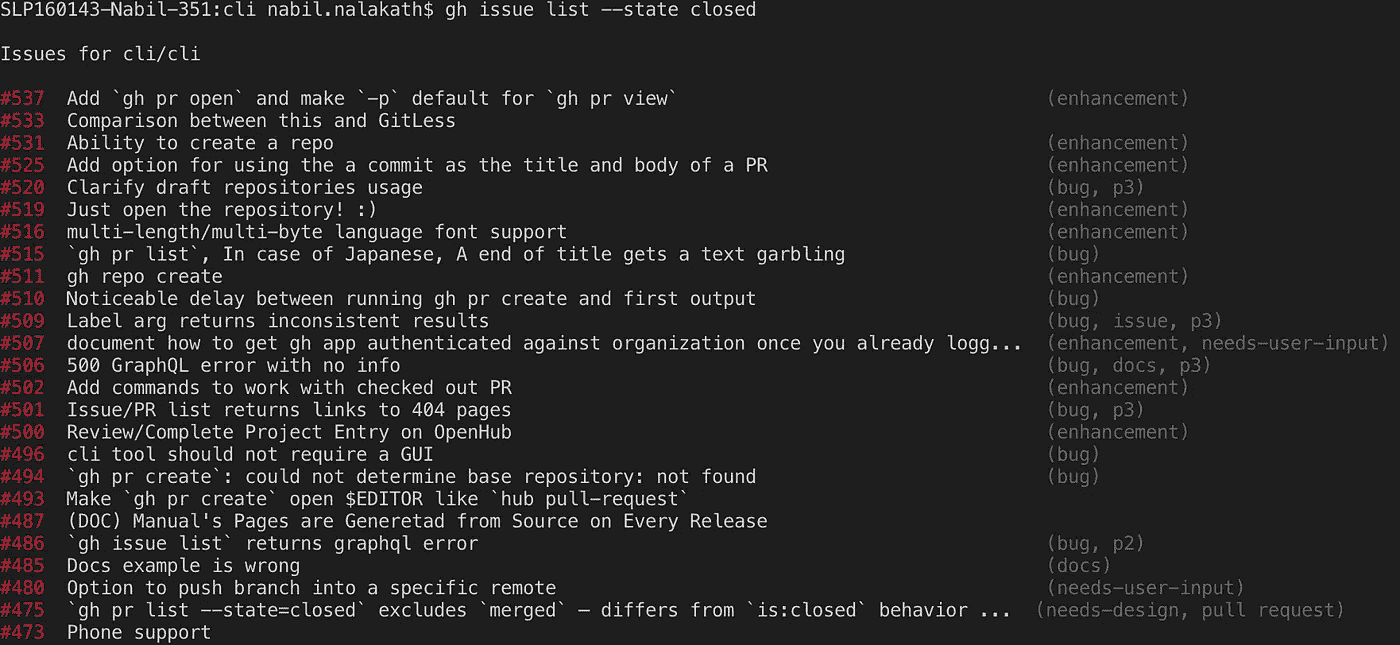 SLP160143-Nabil-351:cli nabil.nalakath$ gh issue list --state closed
Issues for cli/cli
#537 Add `gh pr open` and make `-p` default for `gh pr view` (enhancement)
#533 Comparison between this and GitLess
#531 Ability to create a repo (enhancement)
#525 Add option for using the a commit as the title and body of a PR (enhancement)
#520 Clarify draft repositories usage (bug, p3)
#519 Just open the repository! :) (enhancement)
#516 multi-length/multi-byte language font support (enhancement)
#515 `gh pr list`, In case of Japanese, A end of title gets a text garbling (bug)
#511 gh repo create (enhancement)
#510 Noticeable delay between running gh pr create and first output (bug)
#509 Label arg returns inconsistent results (bug, issue, p3)
#507 document how to get gh app authenticated against organization once you already logg... (enhancement, needs-user-input)
#506 500 GraphQL error with no info (bug, docs, p3)
#502 Add commands to work with checked out PR (enhancement)
#501 Issue/PR list returns links to 404 pages (bug, p3)
#500 Review/Complete Project Entry on OpenHub (enhancement)
#496 cli tool should not require a GUI (bug)
#494 `gh pr create`: could not determine base repository: not found (bug)
#493 Make `gh pr create` open $EDITOR like `hub pull-request`
#487 (DOC) Manual's Pages are Generetad from Source on Every Release
#486 `gh issue list` returns graphql error (bug, p2)
#485 Docs example is wrong (docs)
#480 Option to push branch into a specific remote (needs-user-input)
#475 `gh pr list --state=closed` excludes `merged` – differs from `is:closed` behavior ... (needs-design, pull request)
#473 Phone support